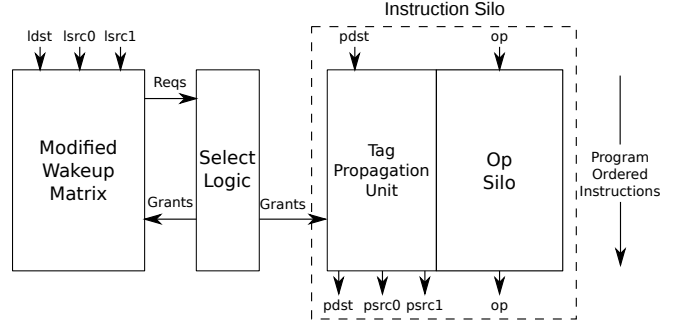 Instruction Silo
ldst lsrc0 lsrc1
pdst
op
Reqs
Modified
Wakeup
Matrix
Select
Logic
Grants
Grants
Tag
Propagation
Unit
Op
Silo
Program
Ordered
Instructions
pdst psrc0 psrc1
op